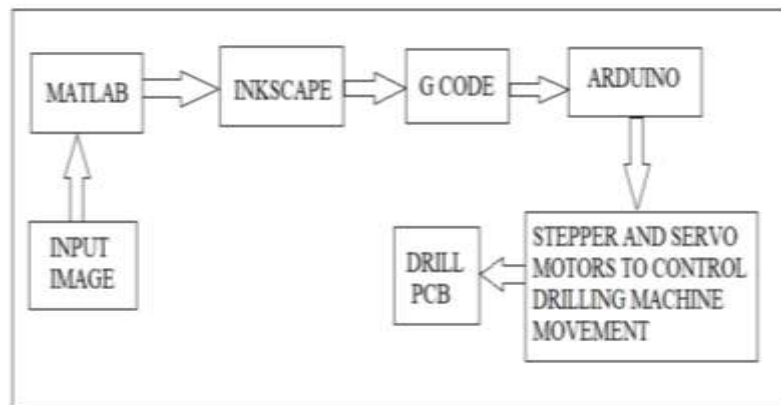 MATLAB
INKSCAPE
G CODE
ARDUINO
INPUT
IMAGE
DRILL
PCB
STEPPER AND SERVO
MOTORS TO CONTROL
DRILLING MACHINE
MOVEMENT